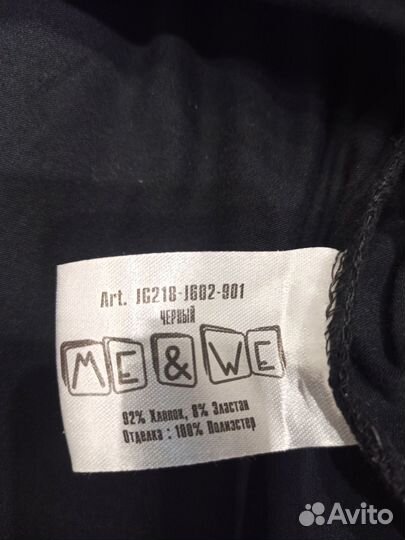 Art. JG218-J602-901
ЧЕРНЫЙ
ME&WE
92% Хлопок, 8% Эластан
Отделка : 100% Полиэстер
Avito